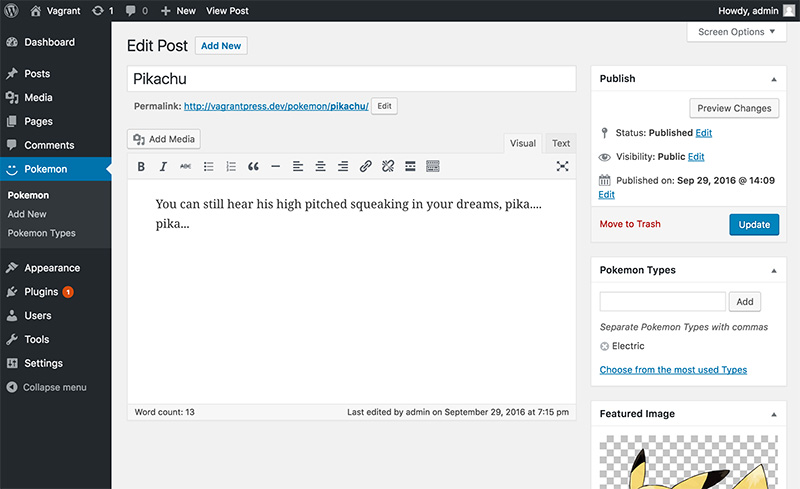 Vagrant 1 0 New View Post Howdy, admin
Screen Options
Dashboard
Posts
Media
Pages
Comments
Pokemon
Pokemon
Add New
Pokemon Types
Appearance
Plugins 1
Users
Tools
Settings
Collapse menu
Edit Post Add New
Pikachu
Permalink: http://vagrantpress.dev/pokemon/pikachu/ Edit
Add Media
Visual Text
B I ABC
You can still hear his high pitched squeaking in your dreams, pika....
pika...
Word count: 13 Last edited by admin on September 29, 2016 at 7:15 pm
Publish
Preview Changes
Status: Published Edit
Visibility: Public Edit
Published on: Sep 29, 2016 @ 14:09
Edit
Move to Trash Update
Pokemon Types
Add
Separate Pokemon Types with commas
Electric
Choose from the most used Types
Featured Image